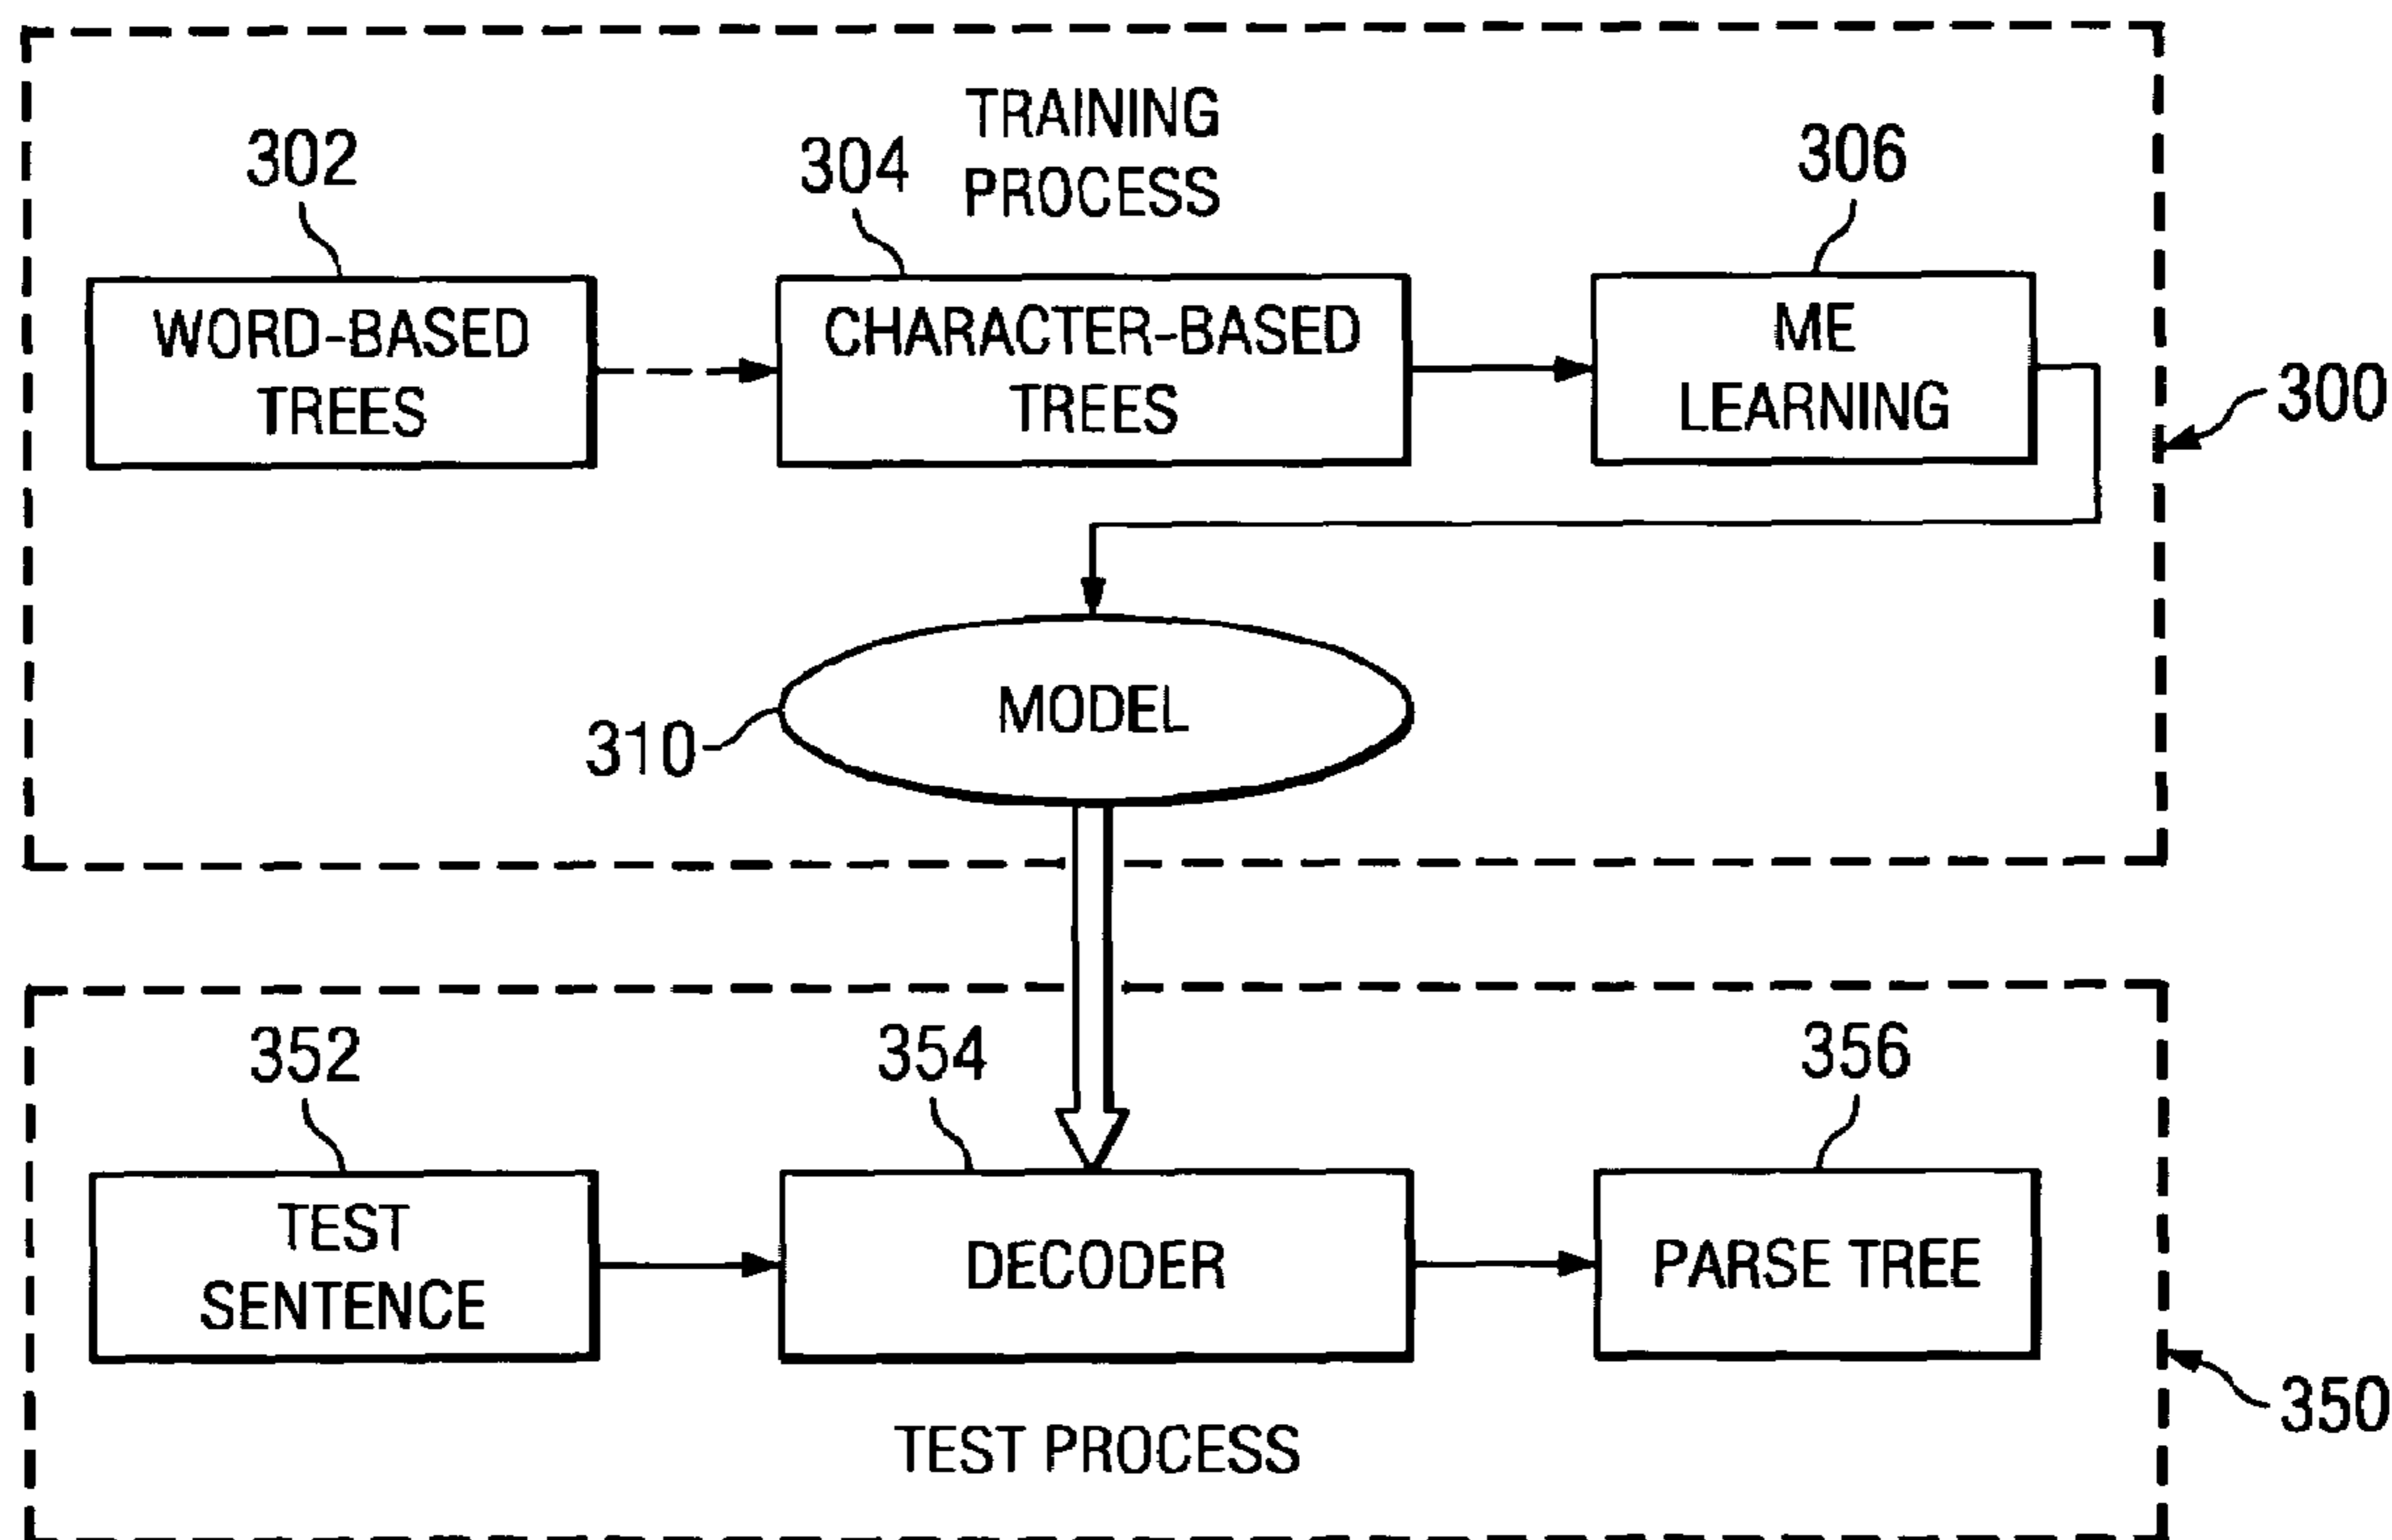 TRAINING
PROCESS
302
304
306
WORD-BASED
TREES
CHARACTER-BASED
TREES
ME
LEARNING
300
MODEL
310
352
354
356
TEST
SENTENCE
DECODER
PARSE TREE
350
TEST PROCESS